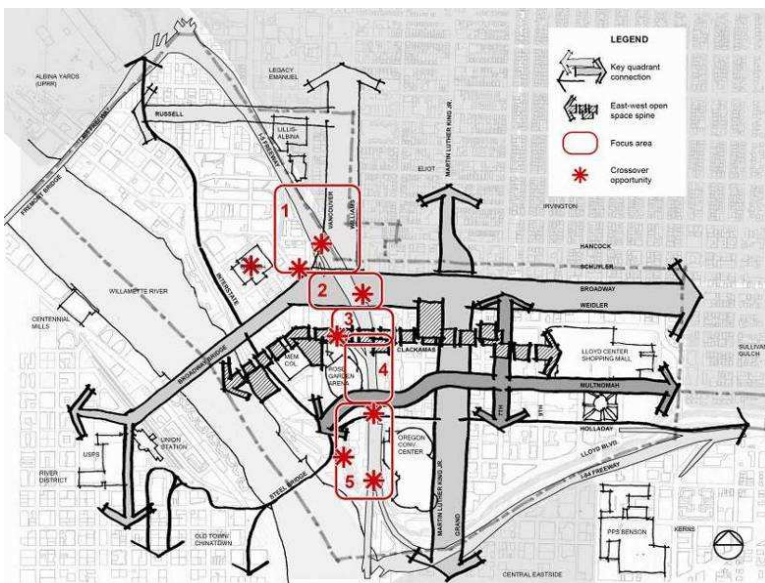 LEGEND
Key quadrant
connection
East-west open
space spine
Focus area
Crossover
opportunity
ALBINA YARDS
(UPRR)
LEGACY
EMANUEL
RUSSELL
LILLIS-
ALBINA
I-5 FREEWAY
FREMONT BRIDGE
VANCOUVER
WILLIAMS
MARTIN LUTHER KING JR.
ELIOT
IRVINGTON
1
HANCOCK
SCHUYLER
BROADWAY
WEIDLER
2
INTERSTATE
WILLAMETTE RIVER
CENTENNIAL
MILLS
BROADWAY BRIDGE
3
CLACKAMAS
MEM.
COL.
ROSE
GARDEN
ARENA
4
LLOYD CENTER
SHOPPING MALL
SULLIVAN'S
GULCH
MULTNOMAH
7TH
9TH
HOLLADAY
UNION
STATION
USPS
RIVER
DISTRICT
STEEL BRIDGE
OREGON
CONV.
CENTER
5
LLOYD BLVD
I-84 FREEWAY
MARTIN LUTHER KING JR.
GRAND
OLD TOWN/
CHINATOWN
PPS BENSON
KERNS
CENTRAL EASTSIDE